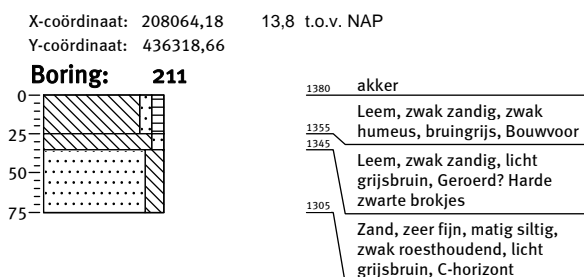 X-coördinaat: 208064,18 13,8 t.o.v. NAP
Y-coördinaat: 436318,66
Boring: 211
0
25
50
75
1380 akker
Leem, zwak zandig, zwak
1355 humeus, bruingrijs, Bouwvoor
1345
Leem, zwak zandig, licht
grijsbruin, Geroerd? Harde
zwarte brokjes
1305
Zand, zeer fijn, matig siltig,
zwak roesthoudend, licht
grijsbruin, C-horizont